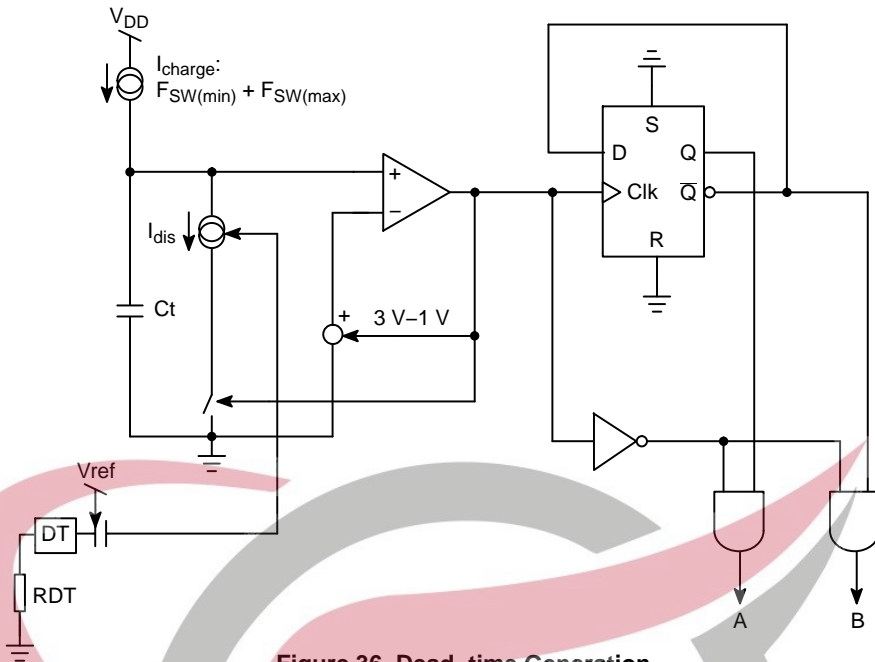 VDD
Icharge:
FSW(min) + FSW(max)
S
D
Q
+
Clk
Q
−
Idis
R
Ct
+
3 V−1 V
Vref
DT
RDT
A
B